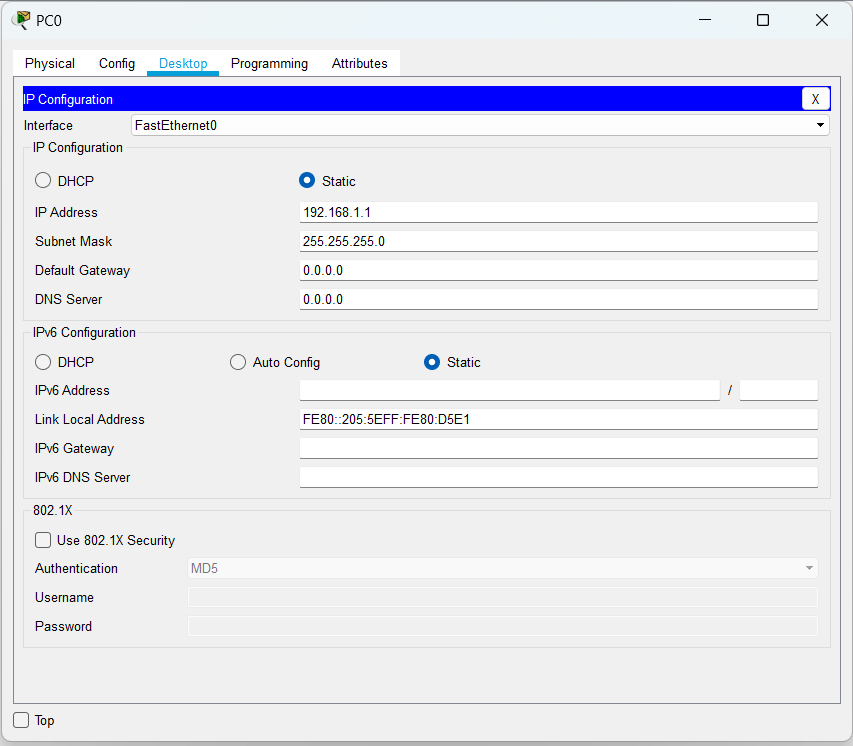 PC0
Physical Config Desktop Programming Attributes
IP Configuration X
Interface FastEthernet0
IP Configuration
DHCP Static
IP Address 192.168.1.1
Subnet Mask 255.255.255.0
Default Gateway 0.0.0.0
DNS Server 0.0.0.0
IPv6 Configuration
DHCP Auto Config Static
IPv6 Address /
Link Local Address FE80::205:5EFF:FE80:D5E1
IPv6 Gateway
IPv6 DNS Server
802.1X
Use 802.1X Security
Authentication MD5
Username
Password
Top